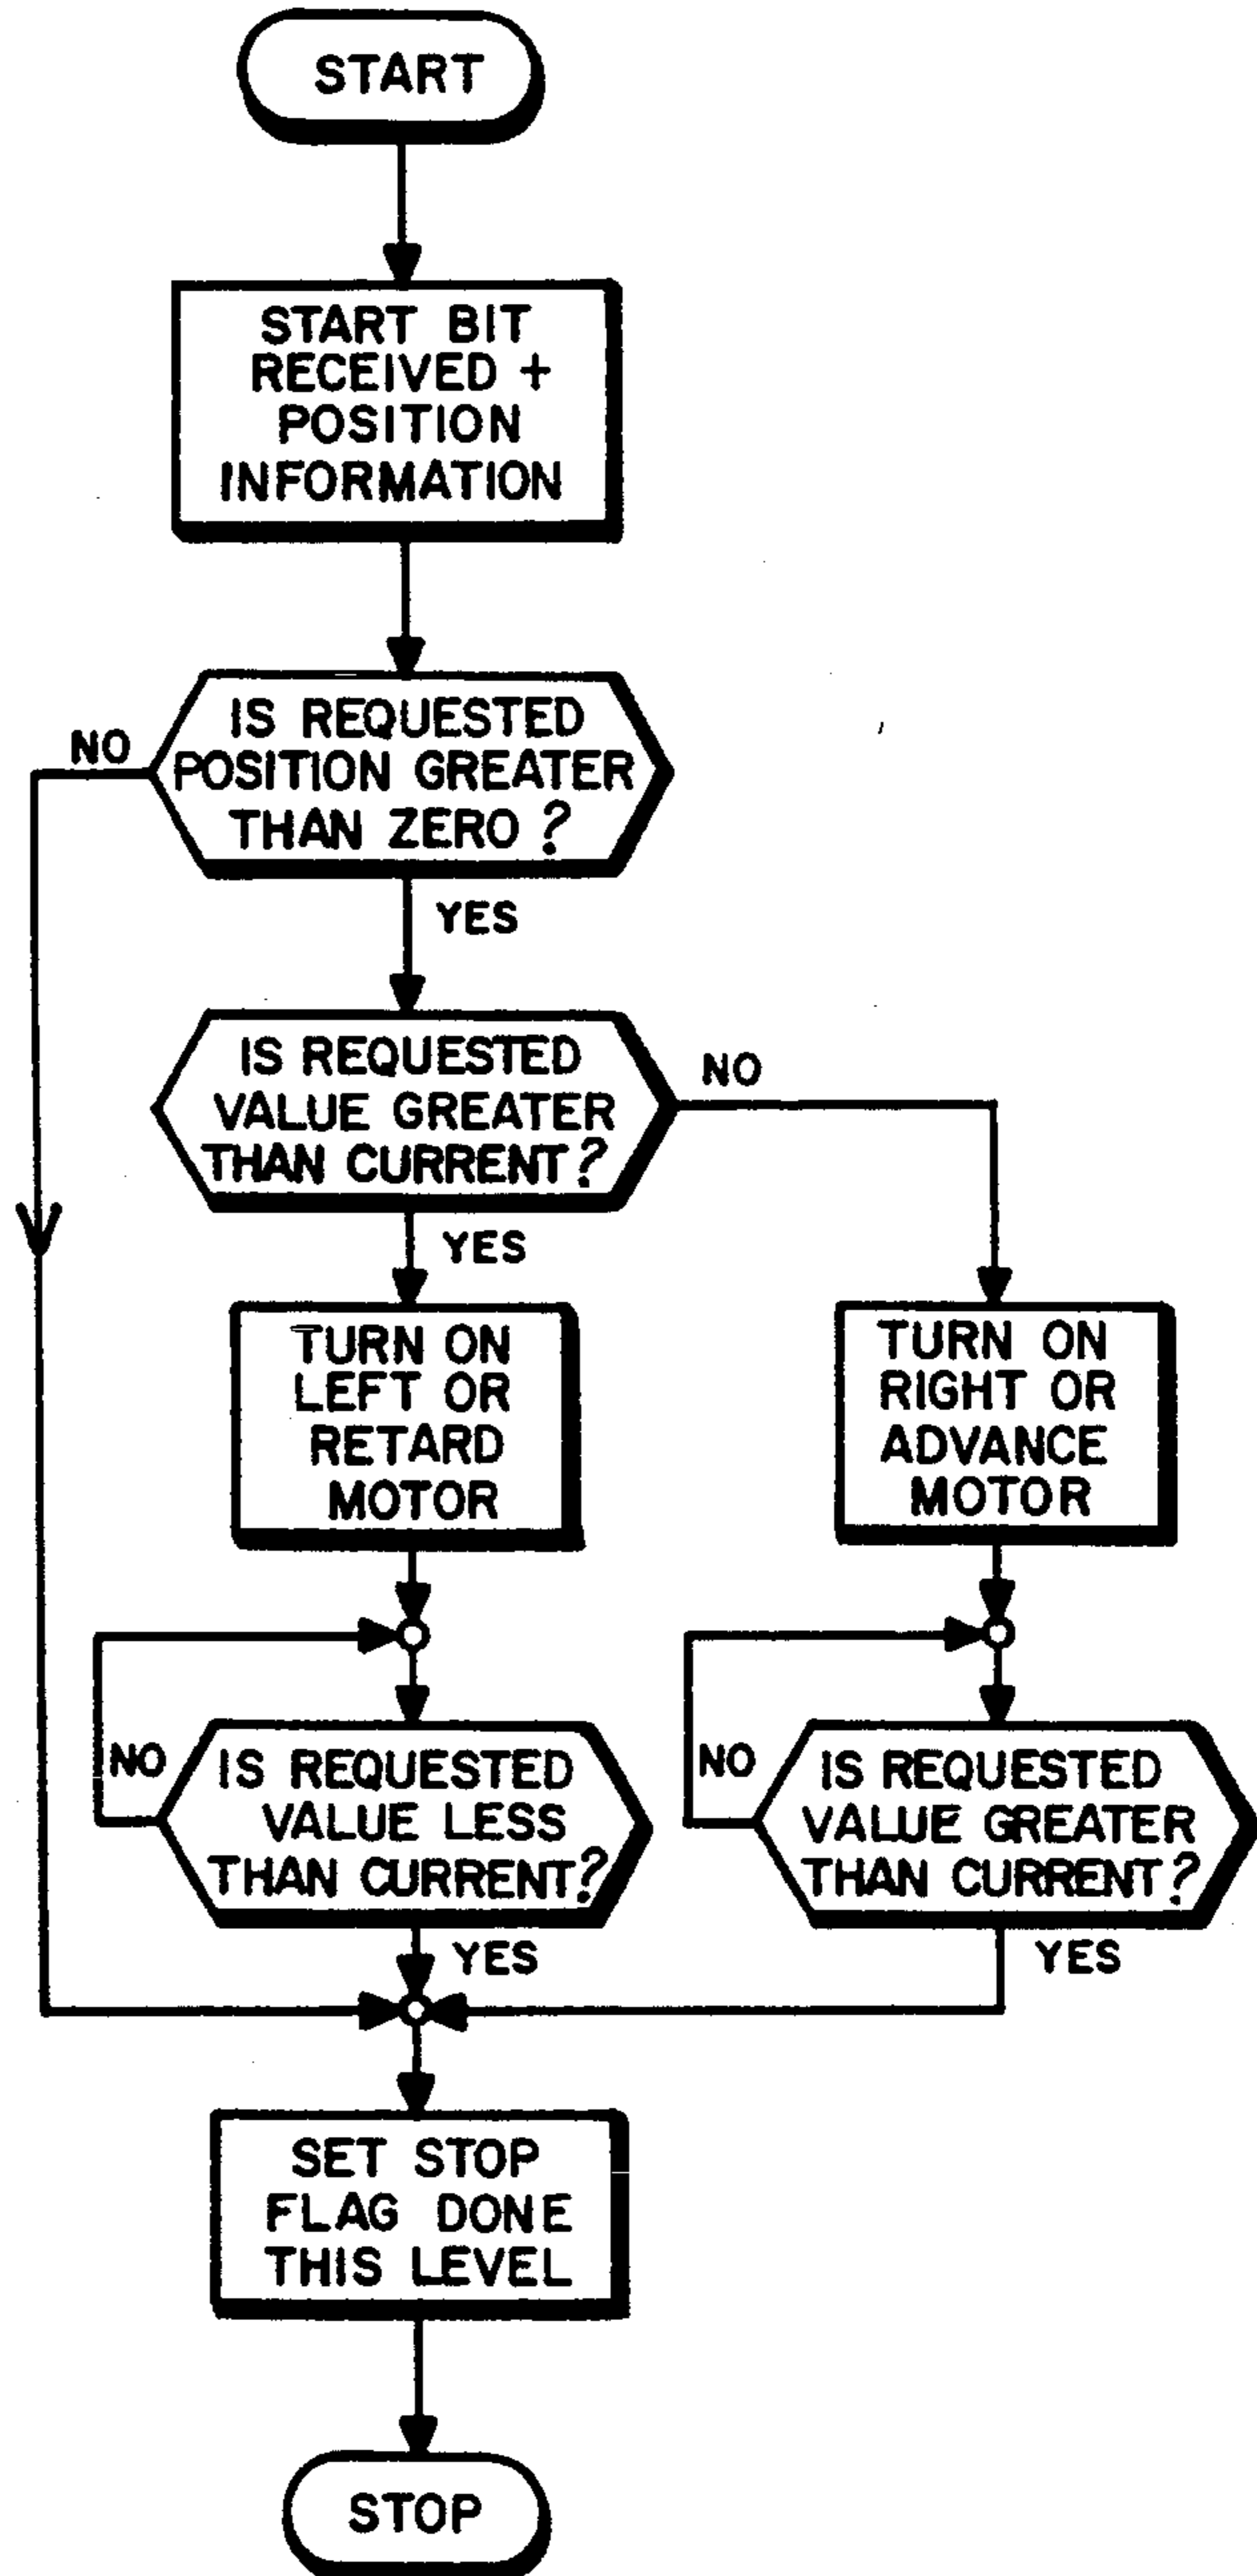 START
START BIT
RECEIVED +
POSITION
INFORMATION
IS REQUESTED
POSITION GREATER
THAN ZERO ?
NO
YES
IS REQUESTED
VALUE GREATER
THAN CURRENT?
NO
YES
TURN ON
LEFT OR
RETARD
MOTOR
TURN ON
RIGHT OR
ADVANCE
MOTOR
NO
IS REQUESTED
VALUE LESS
THAN CURRENT?
YES
NO
IS REQUESTED
VALUE GREATER
THAN CURRENT?
YES
SET STOP
FLAG DONE
THIS LEVEL
STOP